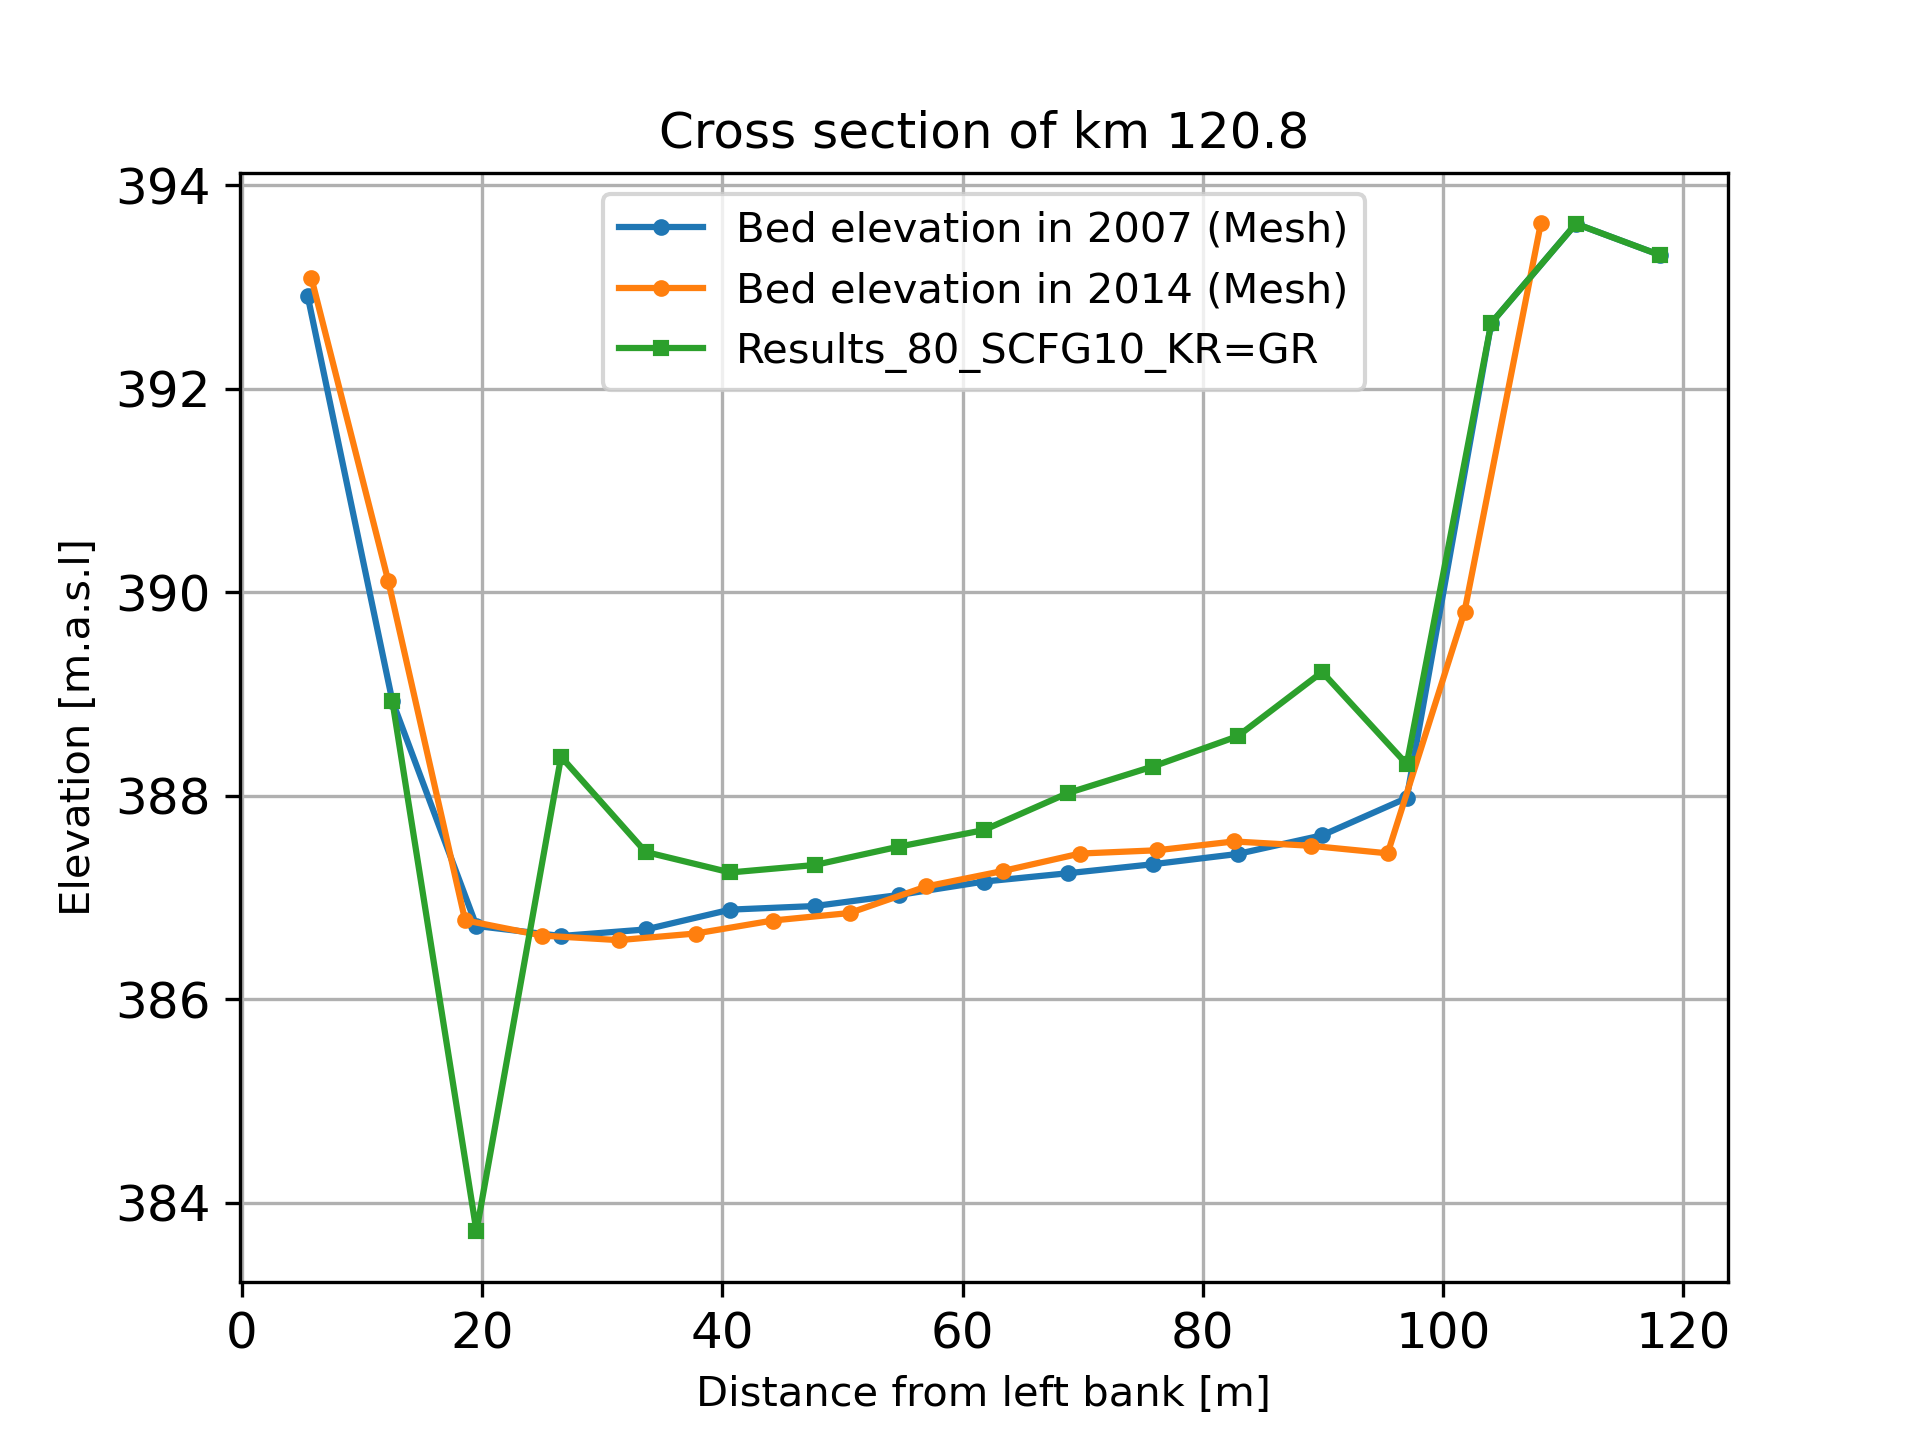 Cross section of km 120.8
394
392
390
388
386
384
Elevation [m.a.s.l]
Bed elevation in 2007 (Mesh)
Bed elevation in 2014 (Mesh)
Results_80_SCFG10_KR=GR
0 20 40 60 80 100 120
Distance from left bank [m]